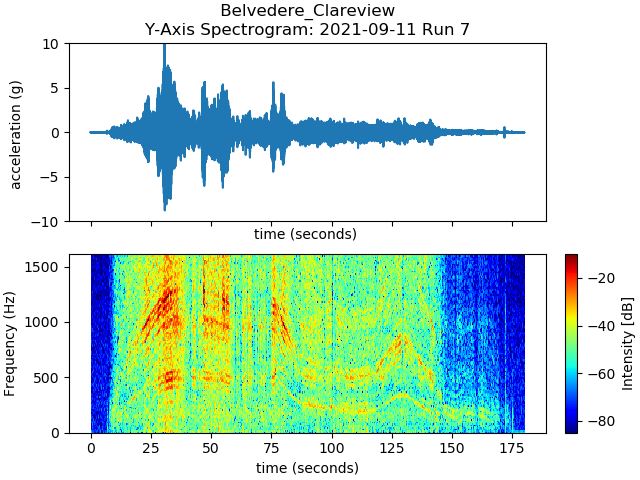 Belvedere_Clareview
Y-Axis Spectrogram: 2021-09-11 Run 7
10
5
0
−5
−10
acceleration (g)
time (seconds)
1500
1000
500
0
Frequency (Hz)
0 25 50 75 100 125 150 175
time (seconds)
−20
−40
−60
−80
Intensity [dB]